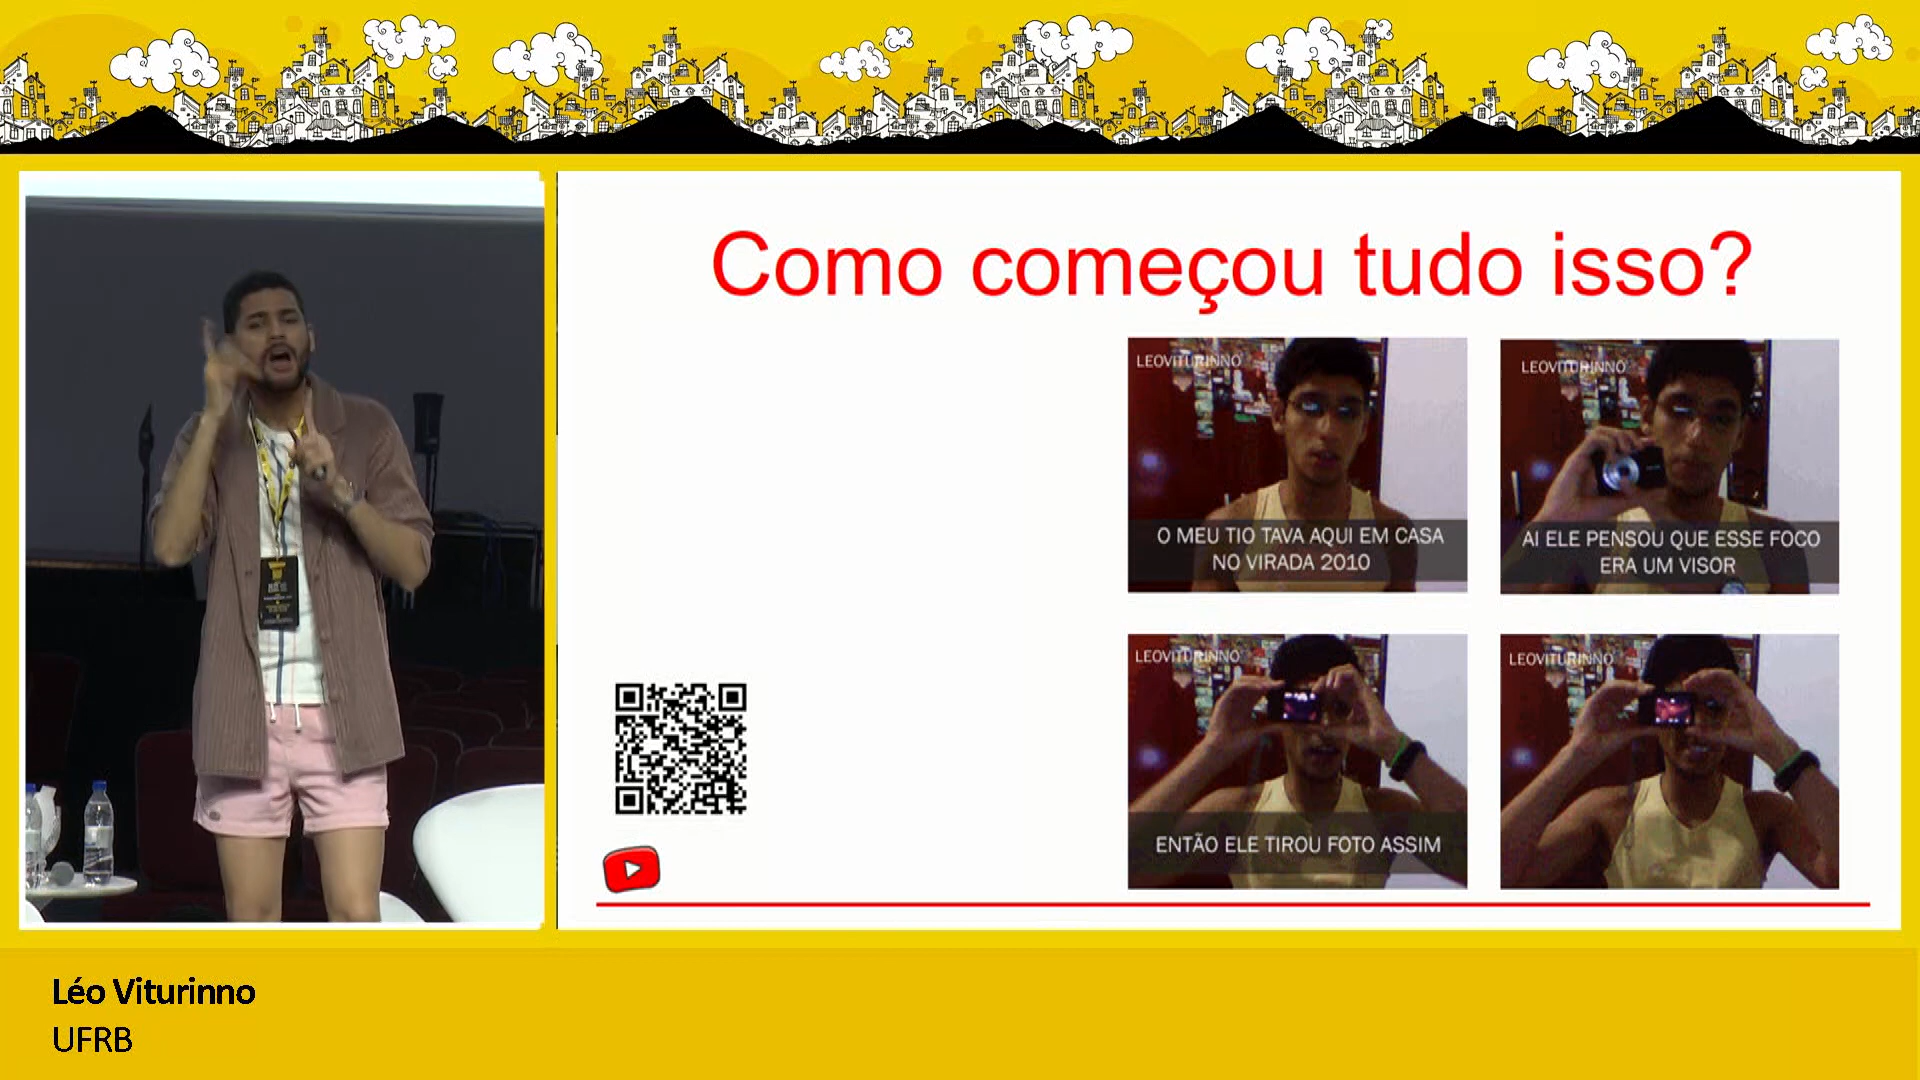 Como começou tudo isso?
LEOVITURINNO
O MEU TIO TAVA AQUI EM CASA
NO VIRADA 2010
LEOVITURINNO
AI ELE PENSOU QUE ESSE FOCO
ERA UM VISOR
LEOVITURINNO
ENTÃO ELE TIROU FOTO ASSIM
LEOVITURINNO
Léo Viturinno
UFRB